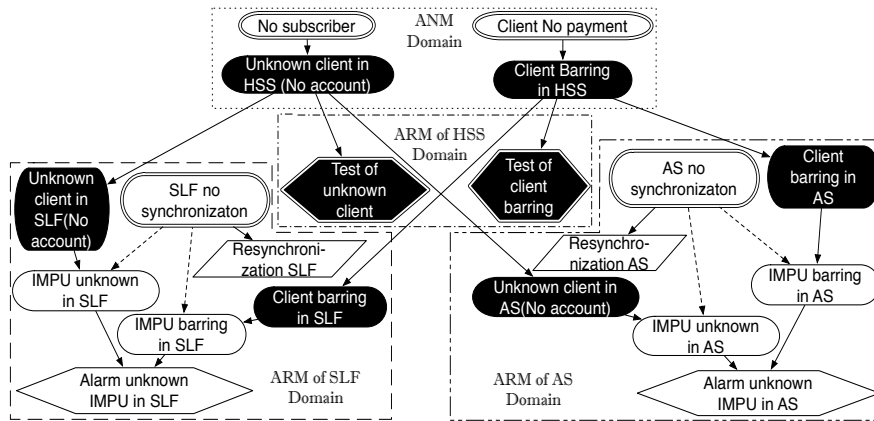 No subscriber
ANM
Domain
Client No payment
Unknown client in
HSS (No account)
Client Barring
in HSS
ARM of HSS
Domain
Unknown
client in
SLF(No
account)
SLF no
synchronizaton
Test of
unknown
client
Test of
client
barring
AS no
synchronizaton
Client
barring in
AS
Resynchroni-
ization SLF
Resynchro-
nization AS
IMPU unknown
in SLF
Client barring
in SLF
Unknown client in
AS(No account)
IMPU barring
in AS
IMPU barring
in SLF
IMPU unknown
in AS
Alarm unknown
IMPU in SLF
ARM of SLF
Domain
ARM of AS
Domain
Alarm unknown
IMPU in AS